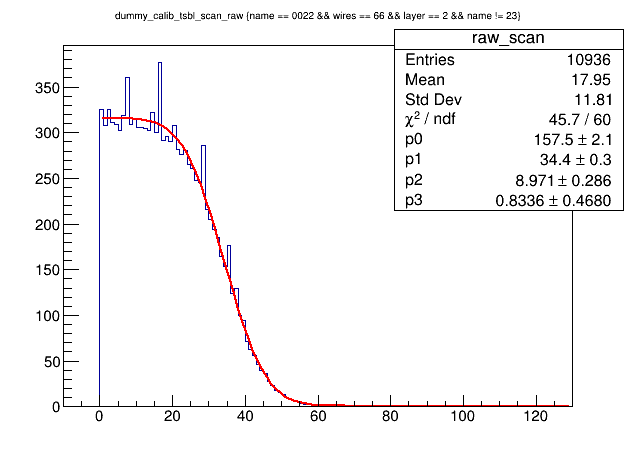 dummy_calib_tsbl_scan_raw {name == 0022 && wires == 66 && layer == 2 && name != 23}
raw_scan
Entries 10936
Mean 17.95
Std Dev 11.81
χ² / ndf 45.7 / 60
p0 157.5 ± 2.1
p1 34.4 ± 0.3
p2 8.971 ± 0.286
p3 0.8336 ± 0.4680
350
300
250
200
150
100
50
0
0 20 40 60 80 100 120